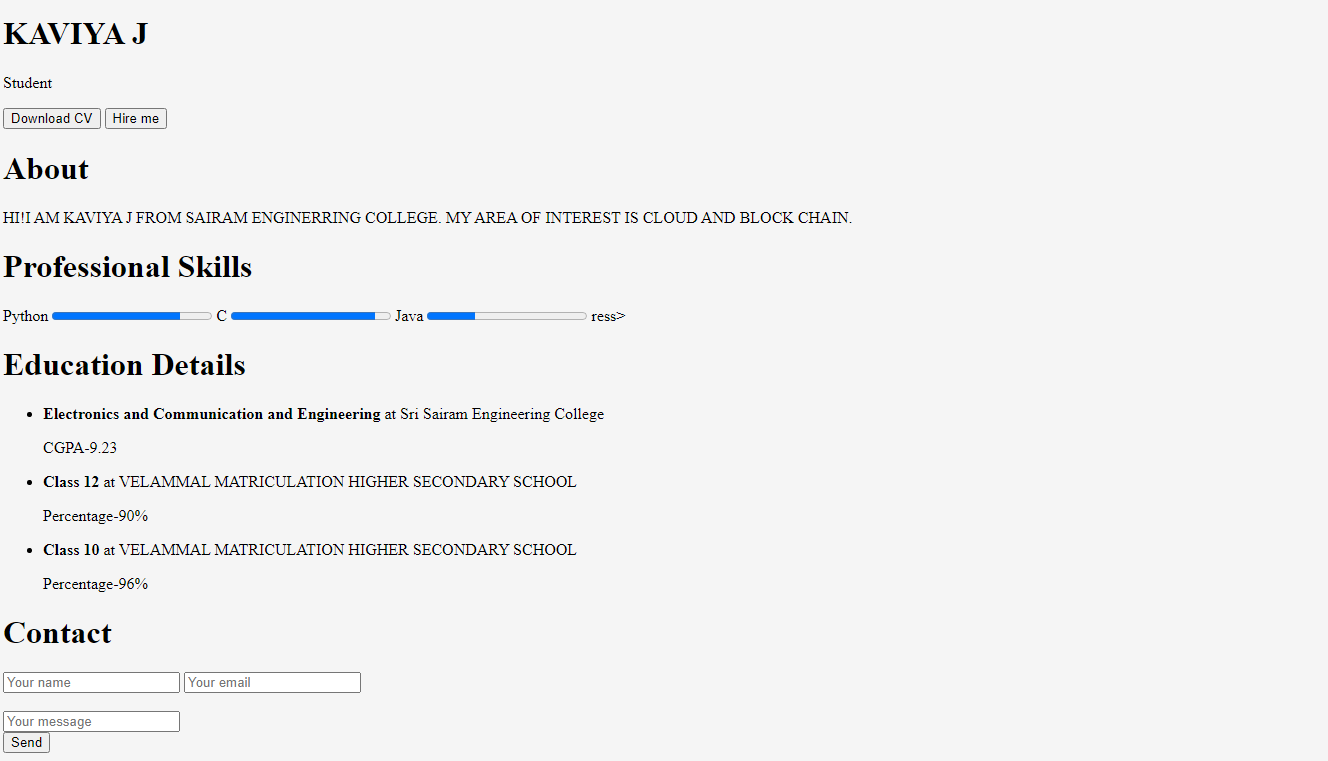 KAVIYA J
Student
Download CV Hire me
About
HI!I AM KAVIYA J FROM SAIRAM ENGINERRING COLLEGE. MY AREA OF INTEREST IS CLOUD AND BLOCK CHAIN.
Professional Skills
Python C Java ress>
Education Details
• Electronics and Communication and Engineering at Sri Sairam Engineering College
CGPA-9.23
• Class 12 at VELAMMAL MATRICULATION HIGHER SECONDARY SCHOOL
Percentage-90%
• Class 10 at VELAMMAL MATRICULATION HIGHER SECONDARY SCHOOL
Percentage-96%
Contact
Your name Your email
Your message
Send